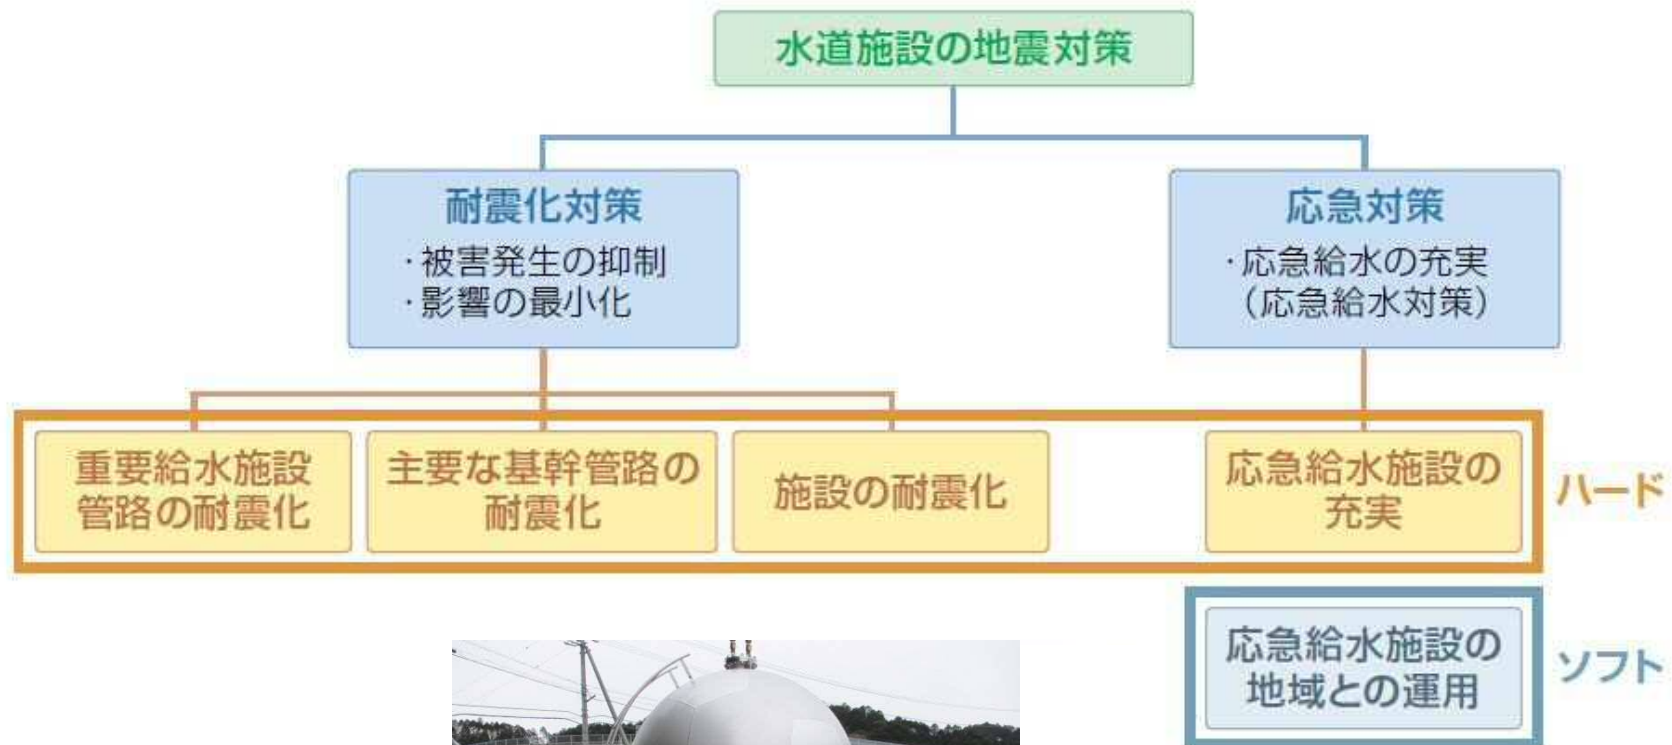 水道施設の地震対策
耐震化対策
・被害発生の抑制
・影響の最小化
応急対策
・応急給水の充実
（応急給水対策）
重要給水施設
管路の耐震化
主要な基幹管路の
耐震化
施設の耐震化
応急給水施設の
充実
ハード
応急給水施設の
地域との運用
ソフト